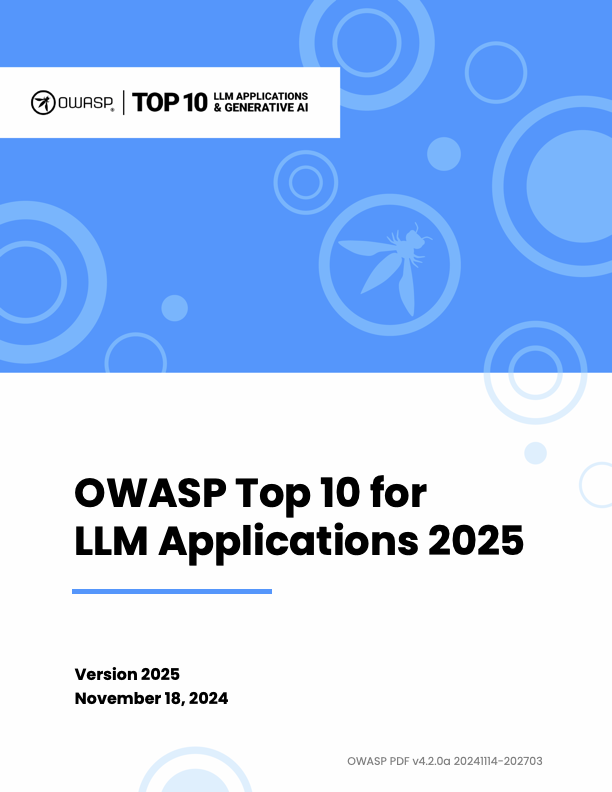 OWASP® TOP 10 LLM APPLICATIONS
& GENERATIVE AI
OWASP Top 10 for
LLM Applications 2025
Version 2025
November 18, 2024
OWASP PDF v4.2.0a 20241114-202703